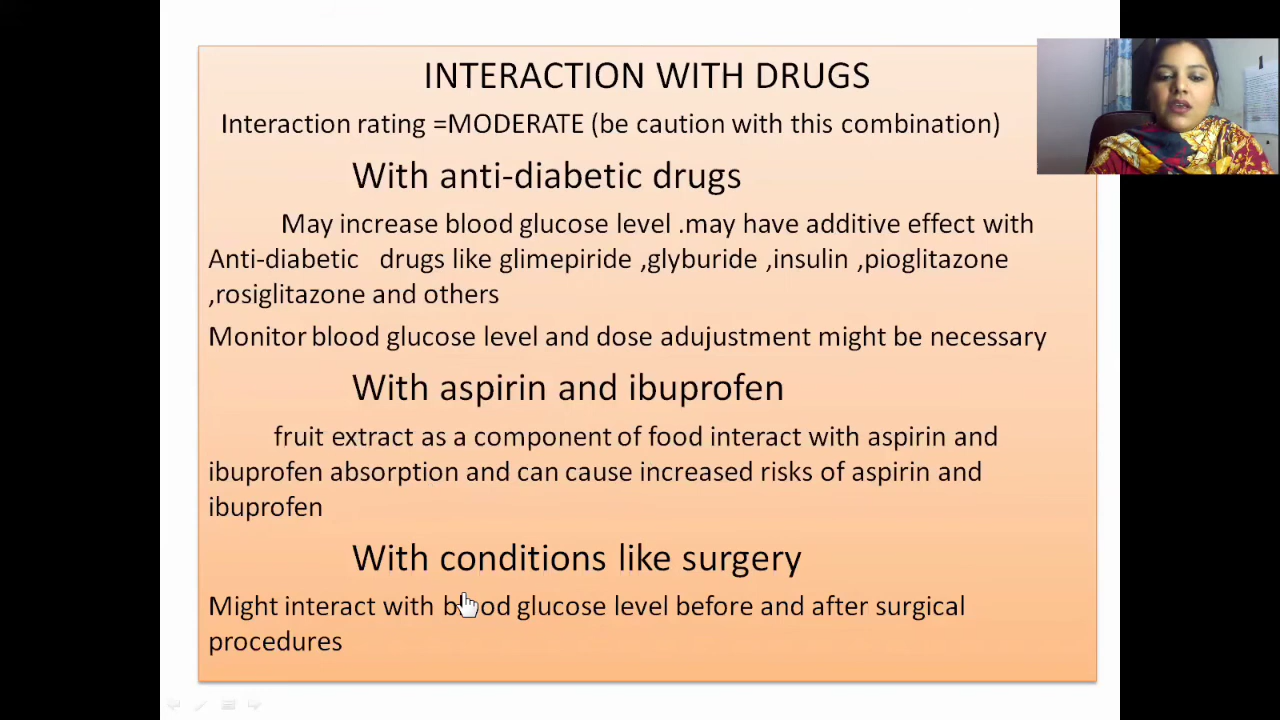 INTERACTION WITH DRUGS
Interaction rating =MODERATE (be caution with this combination)
With anti-diabetic drugs
May increase blood glucose level .may have additive effect with
Anti-diabetic drugs like glimepiride ,glyburide ,insulin ,pioglitazone
,rosiglitazone and others
Monitor blood glucose level and dose adujustment might be necessary
With aspirin and ibuprofen
fruit extract as a component of food interact with aspirin and
ibuprofen absorption and can cause increased risks of aspirin and
ibuprofen
With conditions like surgery
Might interact with blood glucose level before and after surgical
procedures